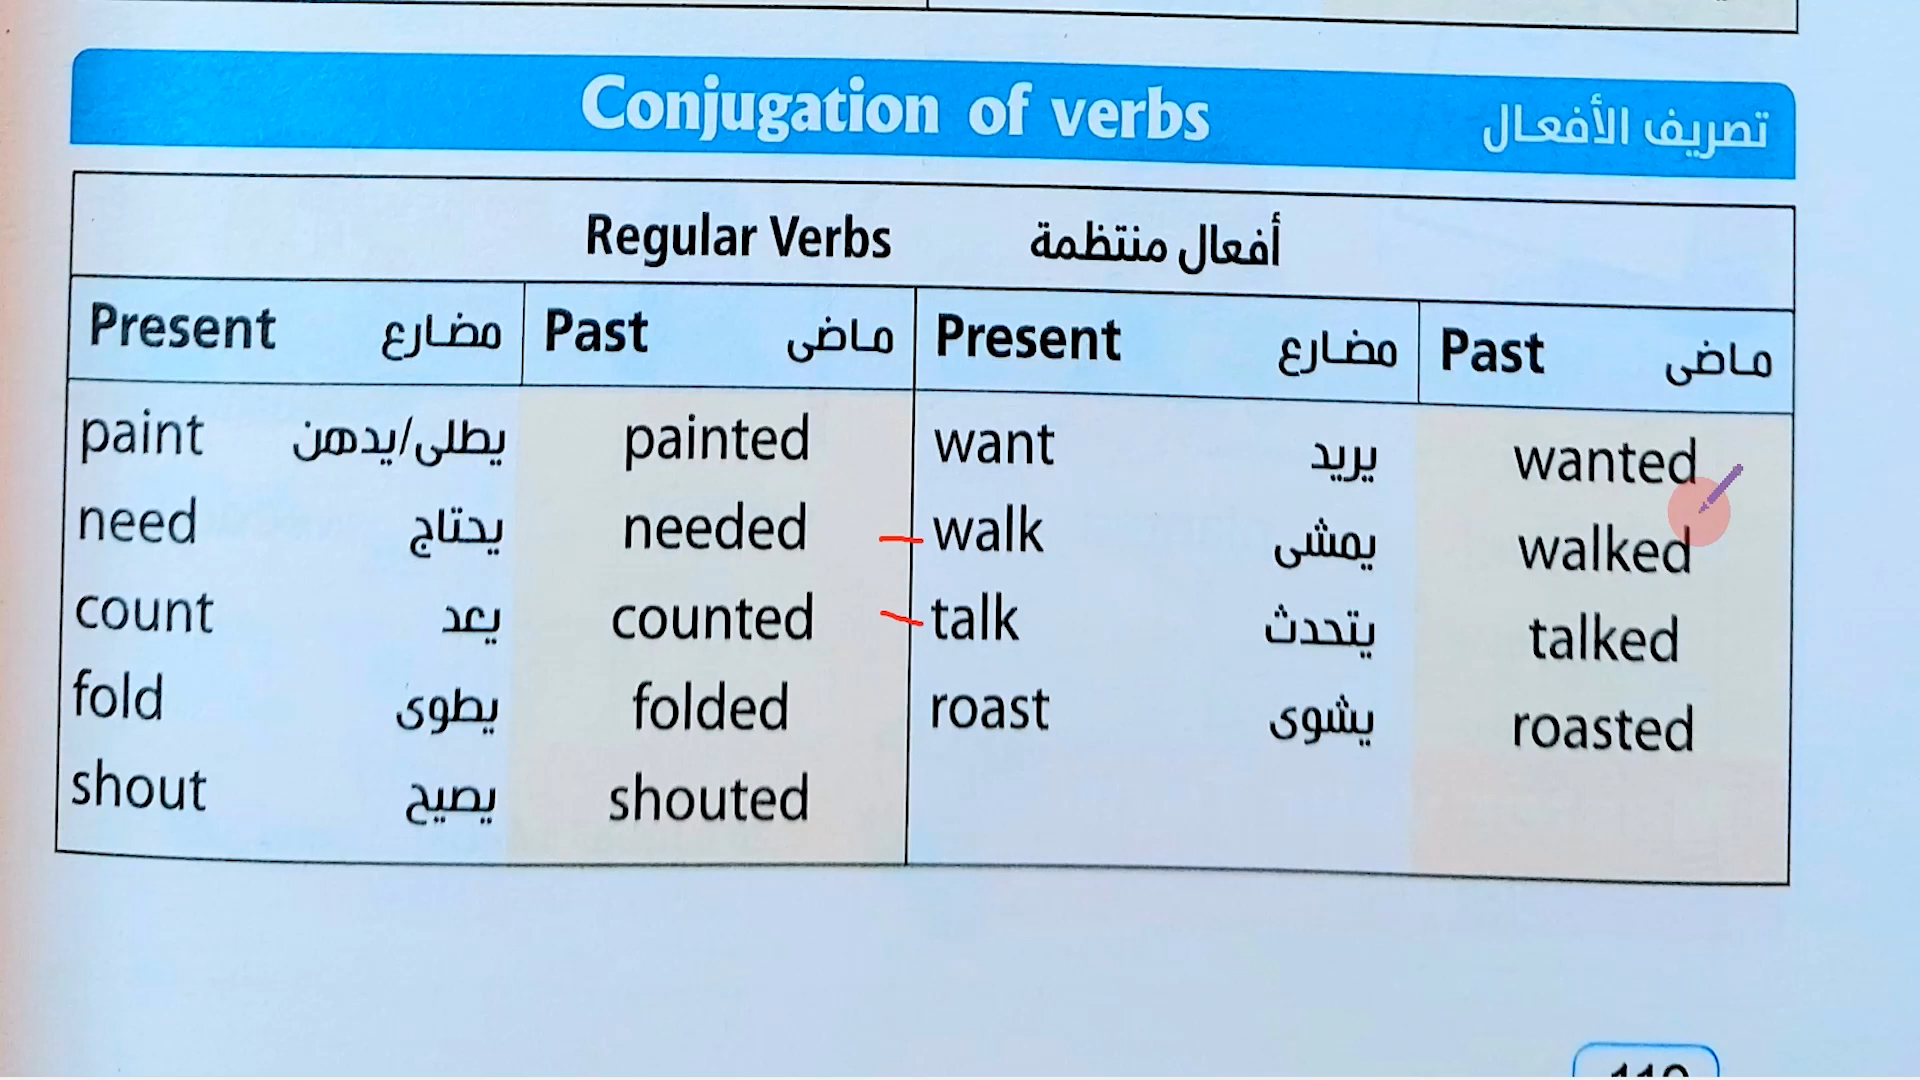 Conjugation of verbs تصريف الأفعال
Regular Verbs أفعال منتظمة
Present مضارع Past ماضى Present مضارع Past ماضى
paint يطلى/يدهن painted want يريد wanted
need يحتاج needed walk يمشى walked
count يعد counted talk يتحدث talked
fold يطوى folded roast يشوى roasted
shout يصيح shouted